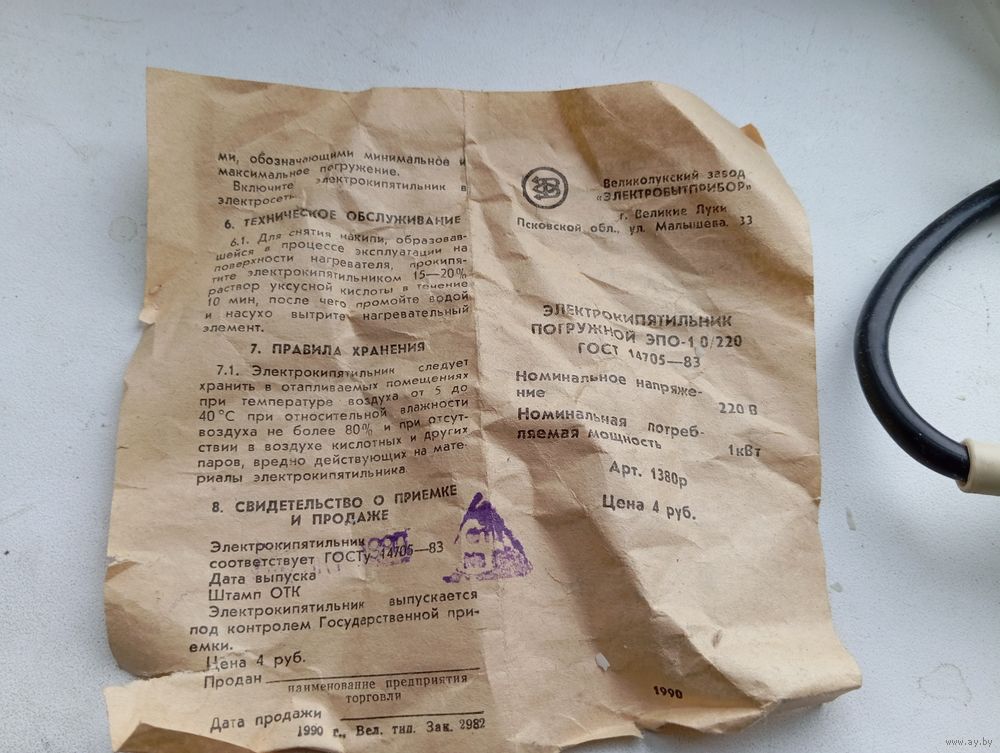 ми, обозначающими минимальное и
максимальное погружение.
Включите электрокипятильник в
электросеть
6. ТЕХНИЧЕСКОЕ ОБСЛУЖИВАНИЕ
6.1. Для снятия накипи, образовав-
шейся в процессе эксплуатации на
поверхности нагревателя, прокипя-
тите электрокипятильником 15—20%
раствор уксусной кислоты в течение
10 мин, после чего промойте водой
и насухо вытрите нагревательный
элемент.
7. ПРАВИЛА ХРАНЕНИЯ
7.1. Электрокипятильник следует
хранить в отапливаемых помещениях
при температуре воздуха от 5 до
40°С при относительной влажности
воздуха не более 80% и при отсут-
ствии в воздухе кислотных и других
паров, вредно действующих на мате-
риалы электрокипятильника
8. СВИДЕТЕЛЬСТВО О ПРИЕМКЕ
И ПРОДАЖЕ
Электрокипятильник
соответствует ГОСТу 14705—83
Дата выпуска
Штамп ОТК
Электрокипятильник выпускается
под контролем Государственной при-
емки.
Цена 4 руб.
Продан
наименование предприятия
торговли
Дата продажи
1990 г., Вел. тип. Зак. 2982
Великолукский завод
«ЭЛЕКТРОБЫТПРИБОР»
г. Великие Луки
Псковской обл., ул. Малышева, 33
ЭЛЕКТРОКИПЯТИЛЬНИК
ПОГРУЖНОЙ ЭПО-1 0/220
ГОСТ 14705—83
Номинальное напряже-
ние 220 В
Номинальная потреб-
ляемая мощность 1кВт
Арт. 1380р
Цена 4 руб.
1990
www.ay.by